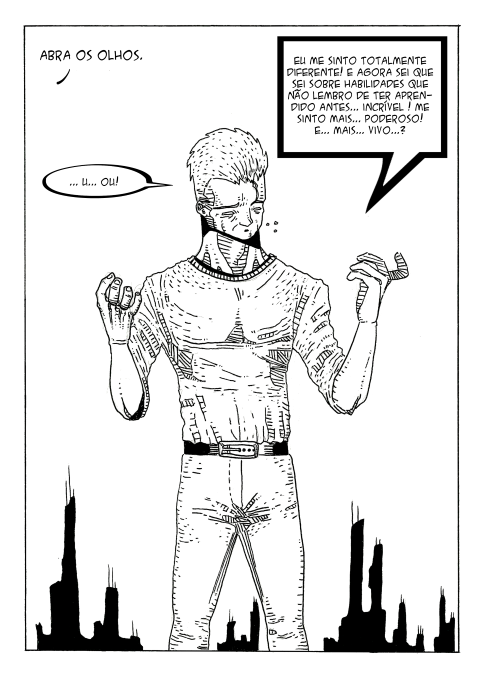 ABRA OS OLHOS.
... U... OU!
EU ME SINTO TOTALMENTE
DIFERENTE! E AGORA SEI QUE
SEI SOBRE HABILIDADES QUE
NÃO LEMBRO DE TER APREN-
DIDO ANTES... INCRÍVEL ! ME
SINTO MAIS... PODEROSO!
E... MAIS... VIVO...?